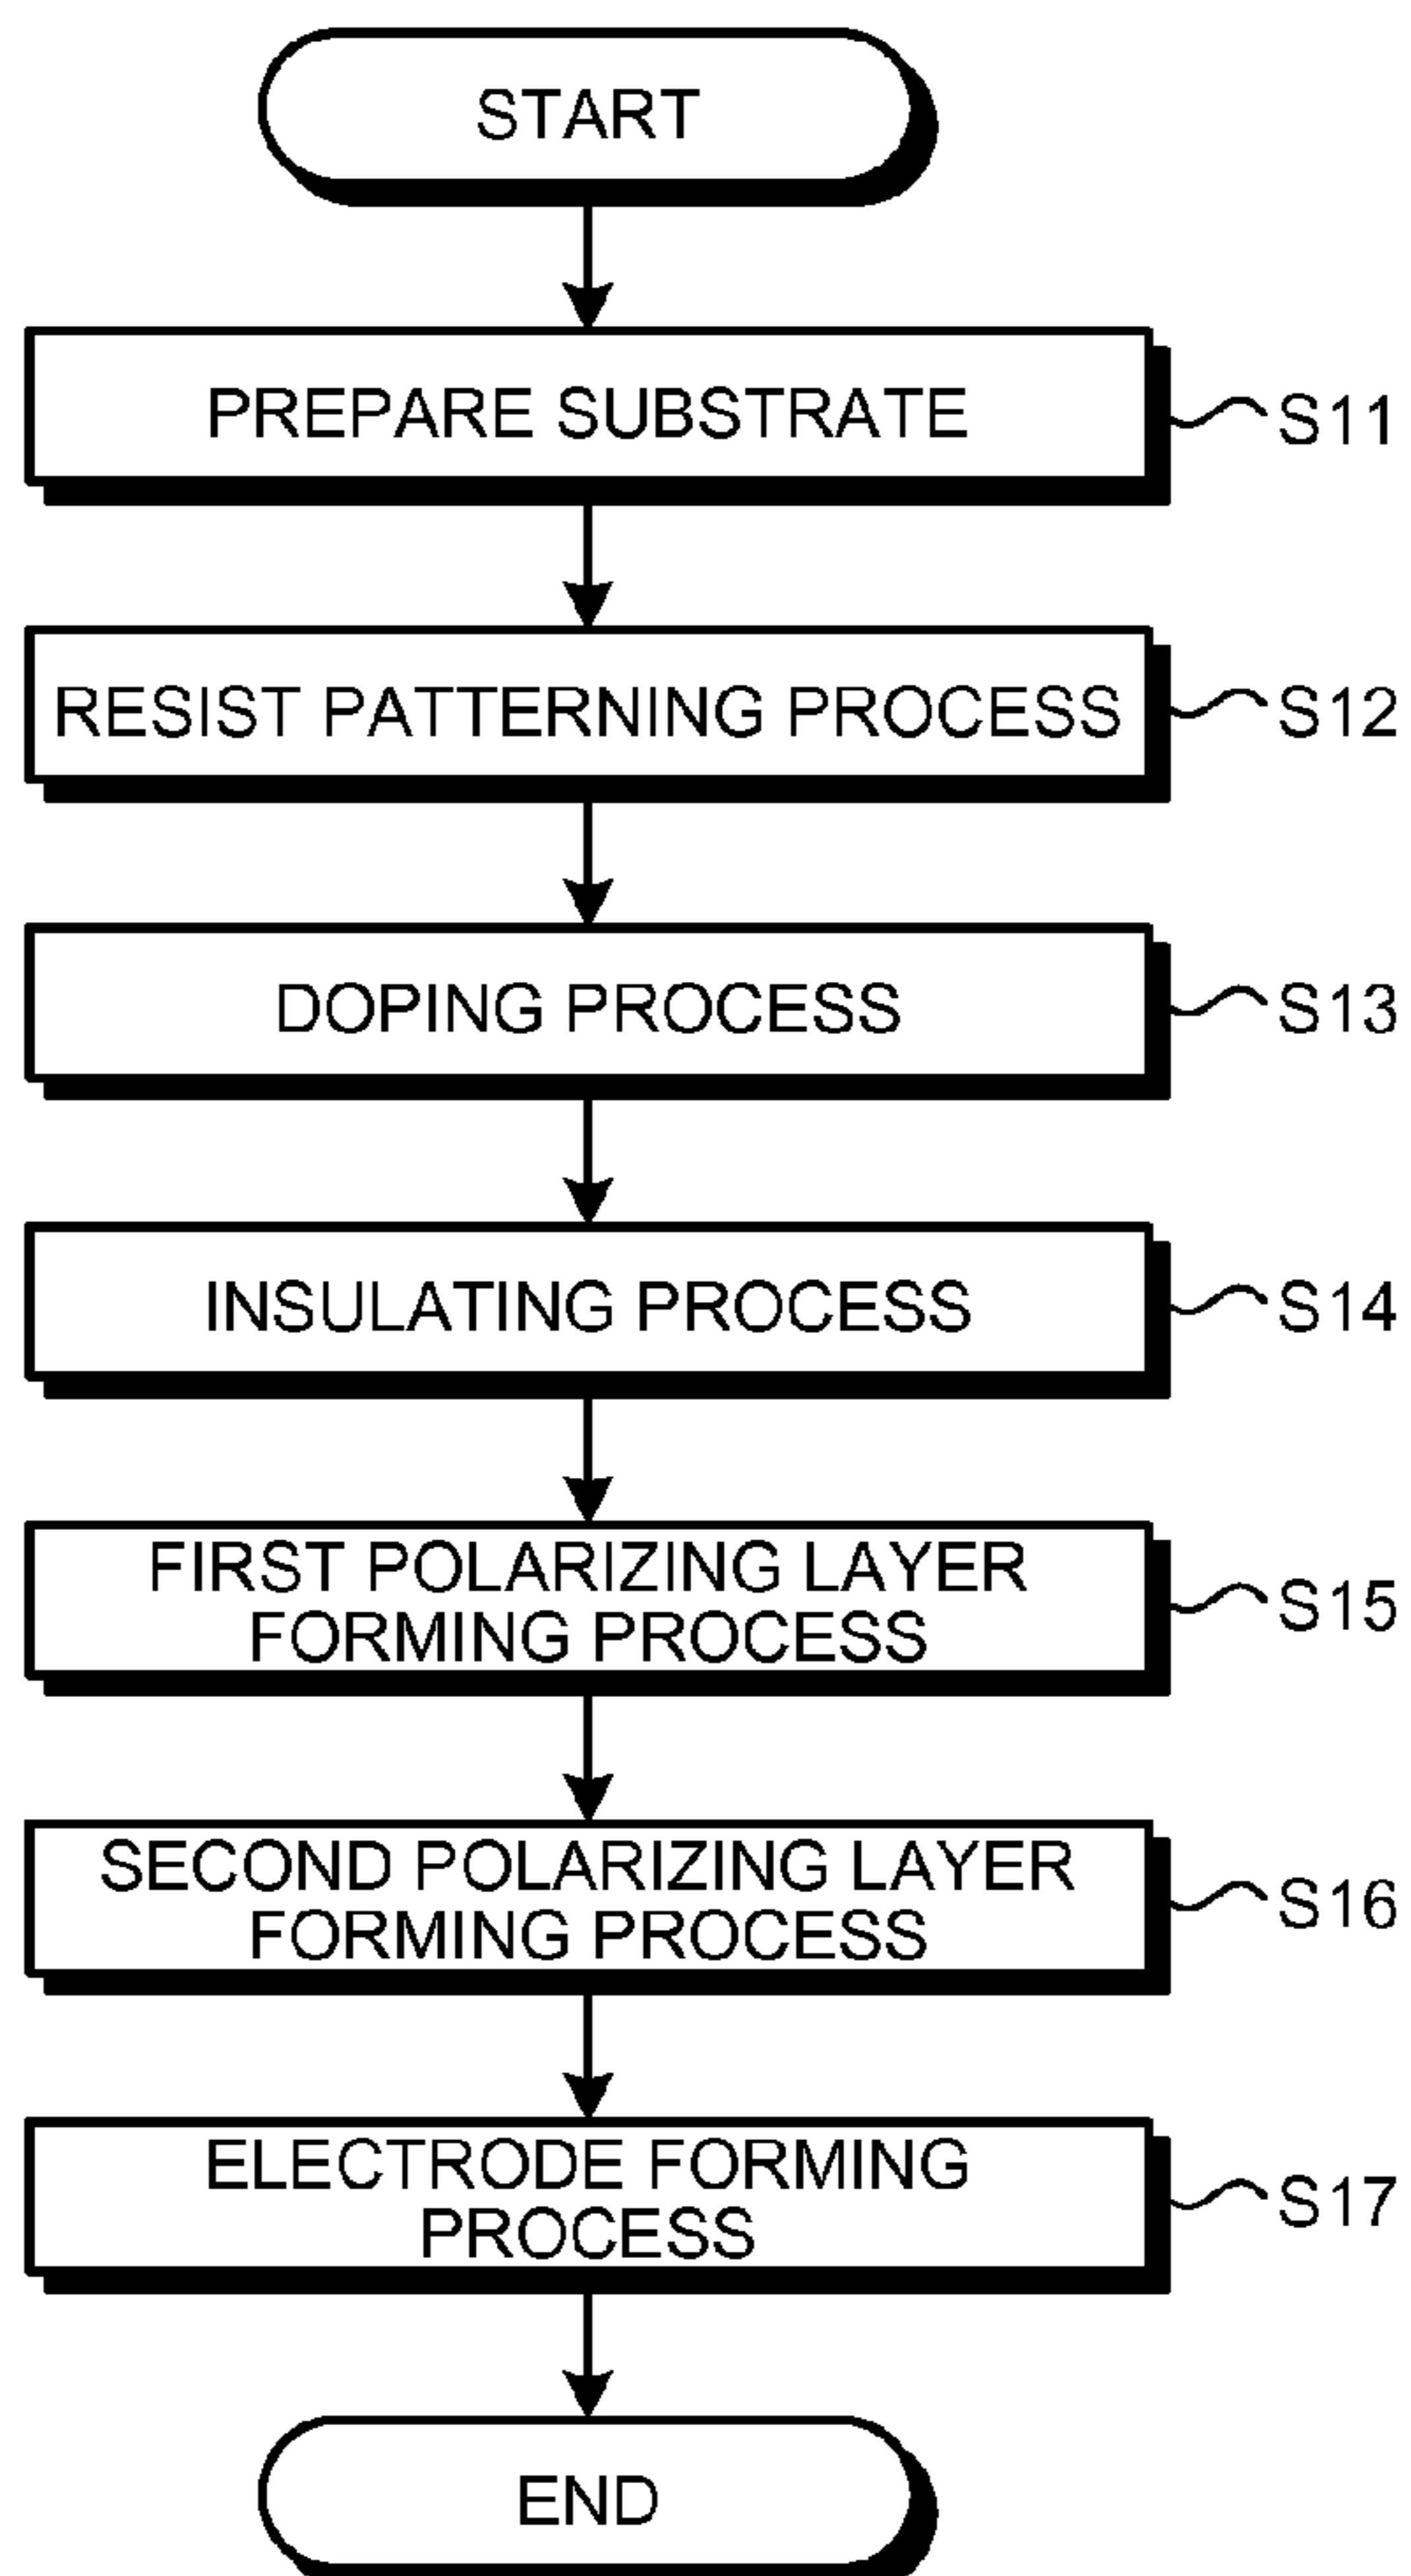 START
PREPARE SUBSTRATE
S11
RESIST PATTERNING PROCESS
S12
DOPING PROCESS
S13
INSULATING PROCESS
S14
FIRST POLARIZING LAYER
FORMING PROCESS
S15
SECOND POLARIZING LAYER
FORMING PROCESS
S16
ELECTRODE FORMING
PROCESS
S17
END